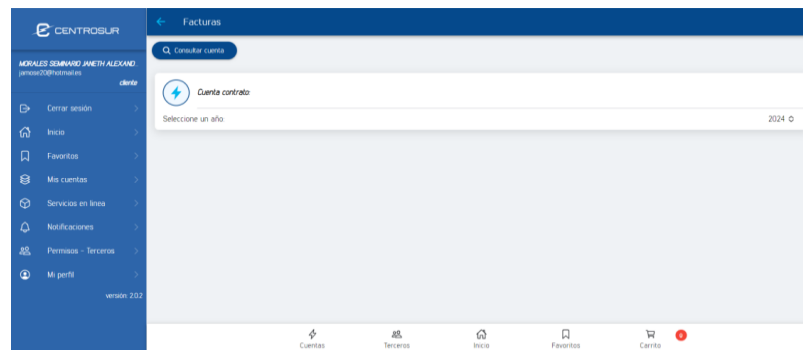 CENTROSUR
MORALES SEMINARIO JANETH ALEXAND...
jamose20@hotmail.es
cliente
Cerrar sesión
Inicio
Favoritos
Mis cuentas
Servicios en linea
Notificaciones
Permisos - Terceros
Mi perfil
versión: 2.0.2
Facturas
Consultar cuenta
Cuenta contrato:
Seleccione un año:
2024
Cuentas
Terceros
Inicio
Favoritos
Carrito